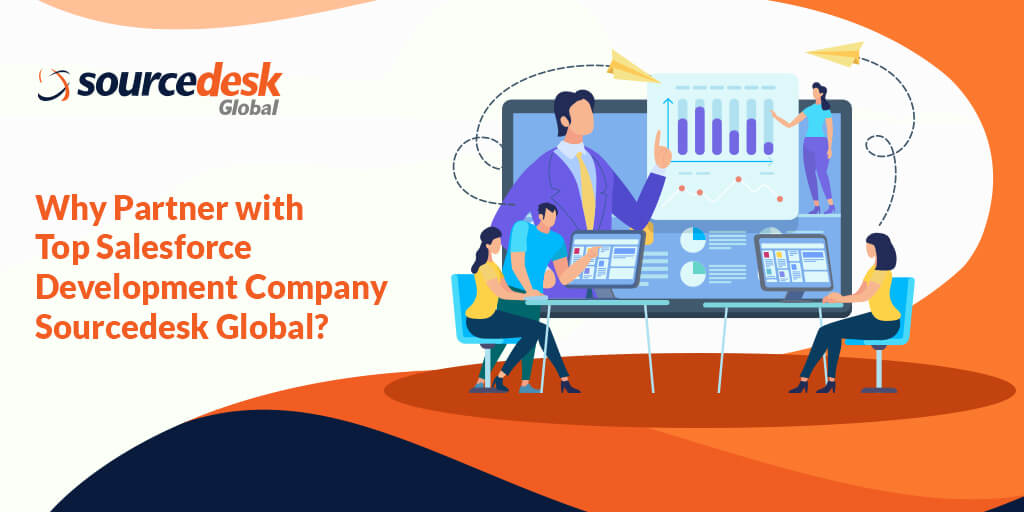 sourcedesk
Global
Why Partner with
Top Salesforce
Development Company
Sourcedesk Global?